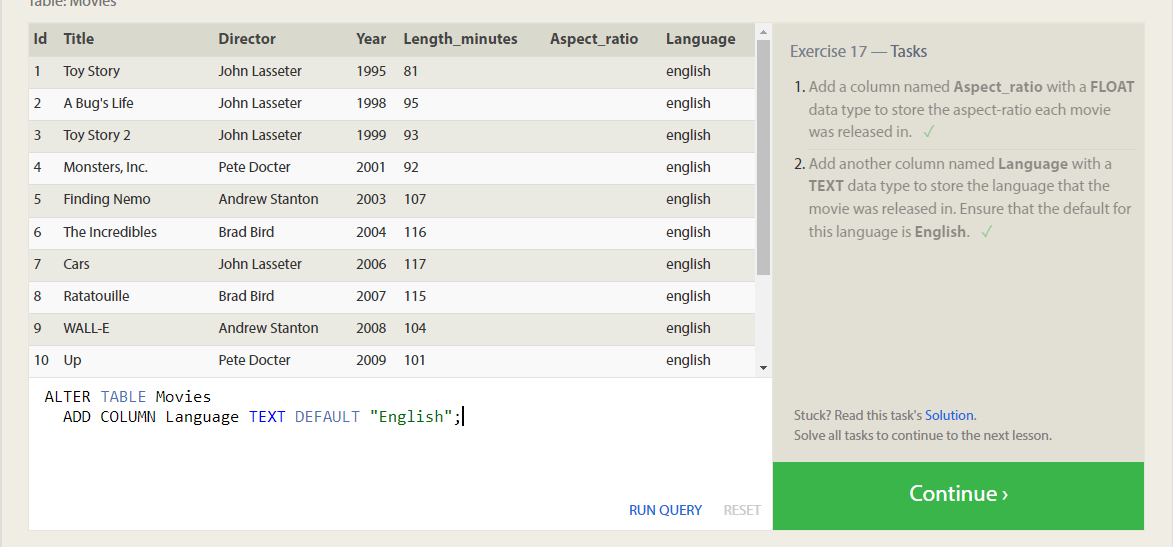 Table: Movies
Id Title Director Year Length_minutes Aspect_ratio Language
1 Toy Story John Lasseter 1995 81 english
2 A Bug's Life John Lasseter 1998 95 english
3 Toy Story 2 John Lasseter 1999 93 english
4 Monsters, Inc. Pete Docter 2001 92 english
5 Finding Nemo Andrew Stanton 2003 107 english
6 The Incredibles Brad Bird 2004 116 english
7 Cars John Lasseter 2006 117 english
8 Ratatouille Brad Bird 2007 115 english
9 WALL-E Andrew Stanton 2008 104 english
10 Up Pete Docter 2009 101 english
ALTER TABLE Movies
ADD COLUMN Language TEXT DEFAULT "English";
RUN QUERY RESET
Exercise 17 — Tasks
1. Add a column named Aspect_ratio with a FLOAT
data type to store the aspect-ratio each movie
was released in. ✓
2. Add another column named Language with a
TEXT data type to store the language that the
movie was released in. Ensure that the default for
this language is English. ✓
Stuck? Read this task's Solution.
Solve all tasks to continue to the next lesson.
Continue ›